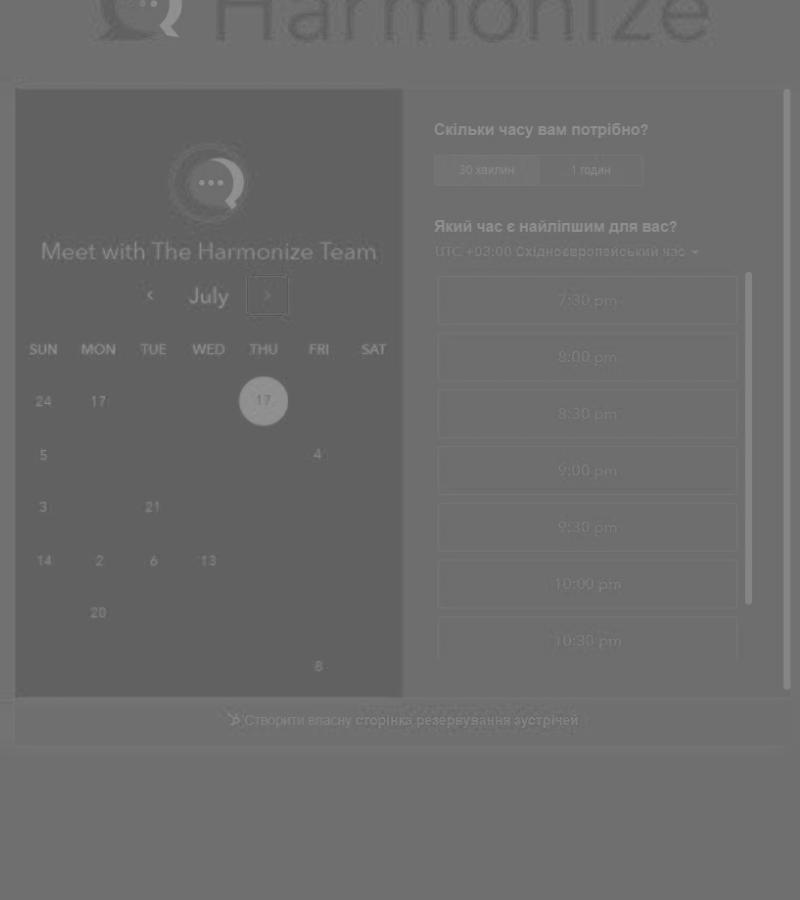 Harmonize
Meet with The Harmonize Team
July
SUN MON TUE WED THU FRI SAT
24 17 17
5 4
3 21
14 2 6 13
20
8
Скільки часу вам потрібно?
30 хвилин 1 годин
Який час є найліпшим для вас?
UTC +03:00 Східноєвропейський час
7:30 pm
8:00 pm
8:30 pm
9:00 pm
9:30 pm
10:00 pm
10:30 pm
Створити власну сторінка резервування зустрічей